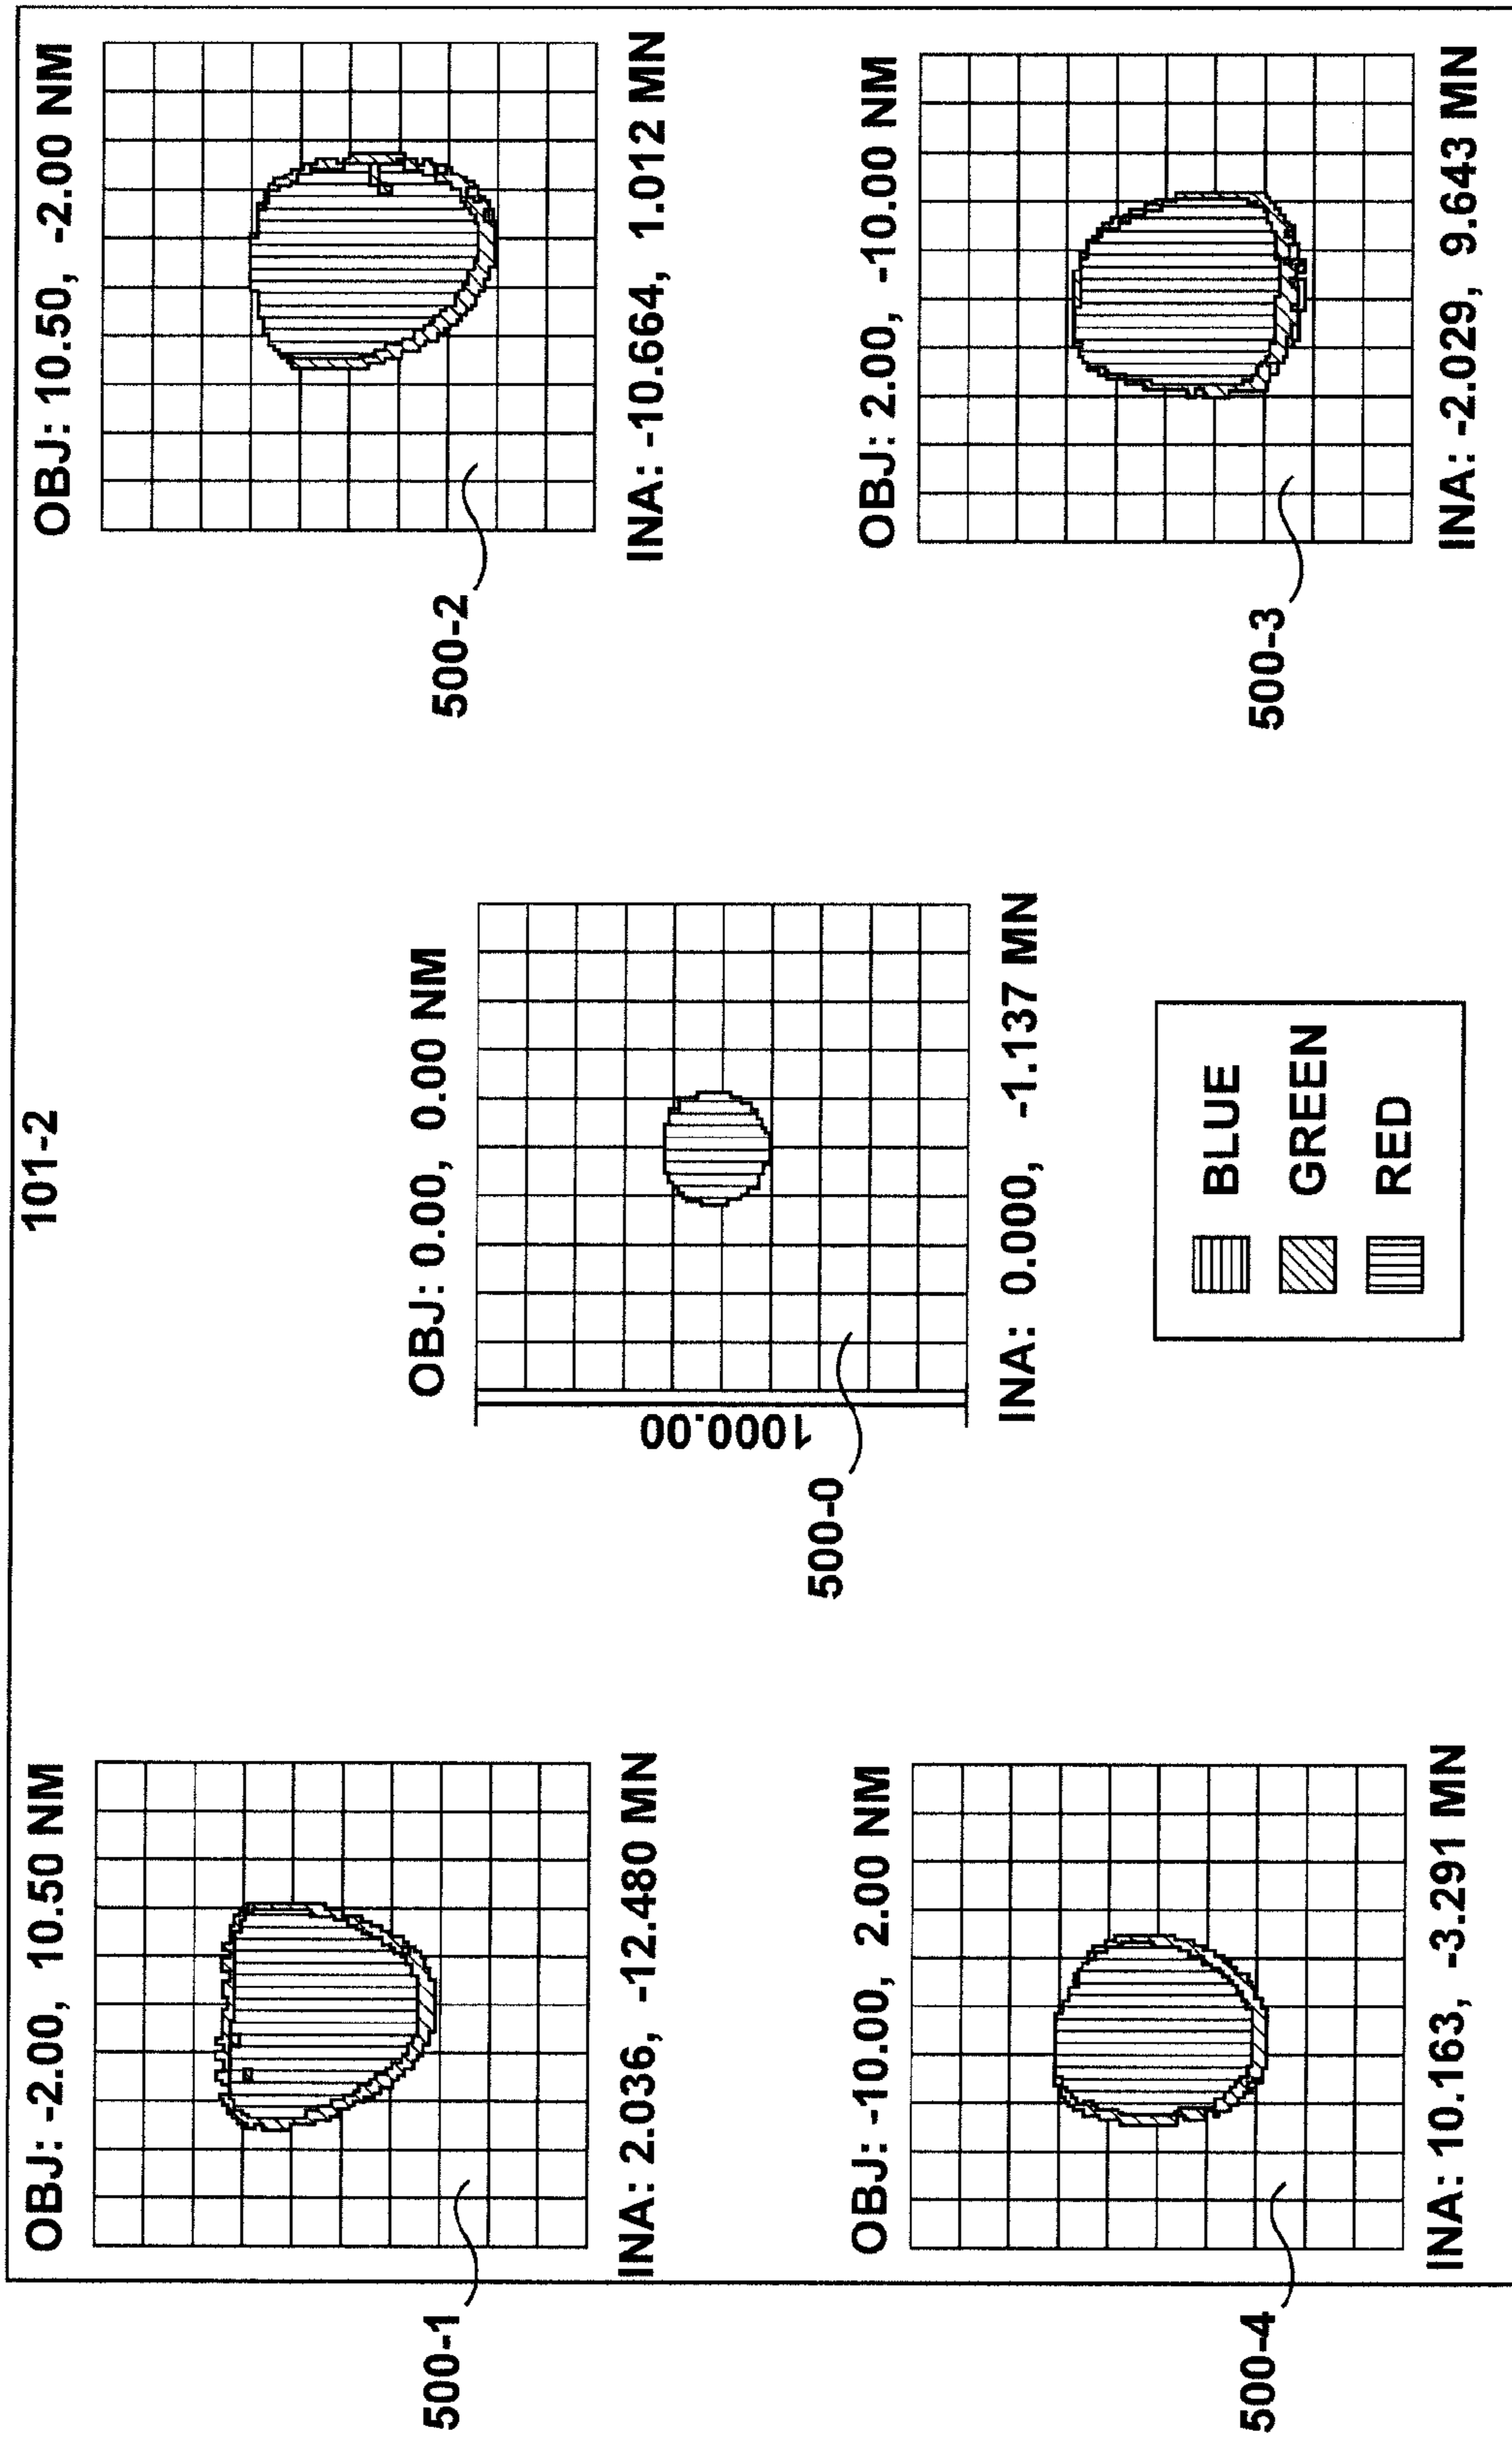 101-2
OBJ: -2.00, 10.50 NM
500-1
INA: 2.036, -12.480 MN
OBJ: 10.50, -2.00 NM
500-2
INA: -10.664, 1.012 MN
OBJ: 0.00, 0.00 NM
1000.00
500-0
INA: 0.000, -1.137 MN
OBJ: -10.00, 2.00 NM
500-4
INA: 10.163, -3.291 MN
OBJ: 2.00, -10.00 NM
500-3
INA: -2.029, 9.643 MN
BLUE
GREEN
RED